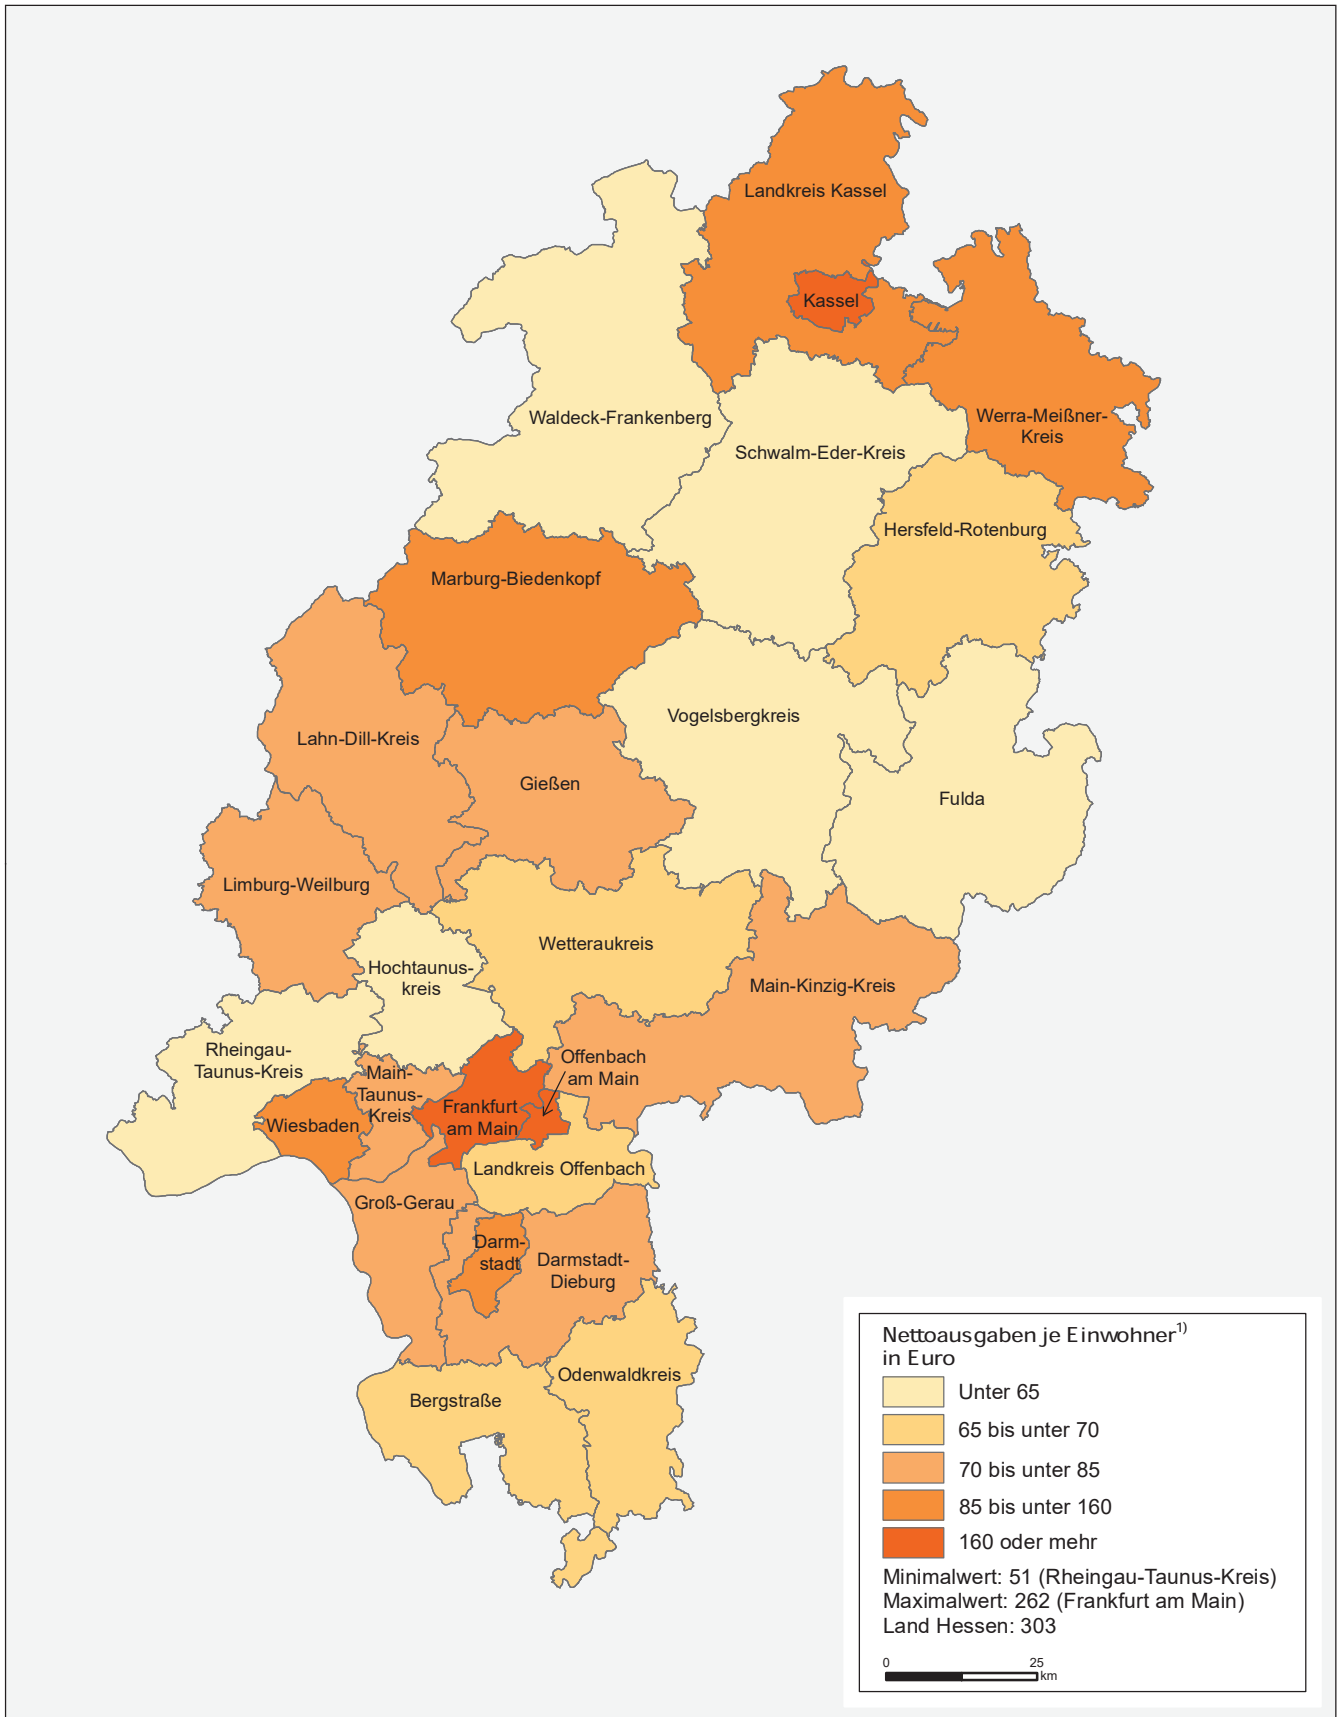 Landkreis Kassel
Kassel
Waldeck-Frankenberg
Werra-Meißner-
Kreis
Schwalm-Eder-Kreis
Hersfeld-Rotenburg
Marburg-Biedenkopf
Vogelsbergkreis
Lahn-Dill-Kreis
Gießen
Fulda
Limburg-Weilburg
Wetteraukreis
Hochtaunus-
kreis
Main-Kinzig-Kreis
Rheingau-
Taunus-Kreis
Offenbach
am Main
Main-
Taunus-
Kreis
Frankfurt
am Main
Wiesbaden
Landkreis Offenbach
Groß-Gerau
Darm-
stadt
Darmstadt-
Dieburg
Odenwaldkreis
Bergstraße
Nettoausgaben je Einwohner1)
in Euro
Unter 65
65 bis unter 70
70 bis unter 85
85 bis unter 160
160 oder mehr
Minimalwert: 51 (Rheingau-Taunus-Kreis)
Maximalwert: 262 (Frankfurt am Main)
Land Hessen: 303
0 25
km